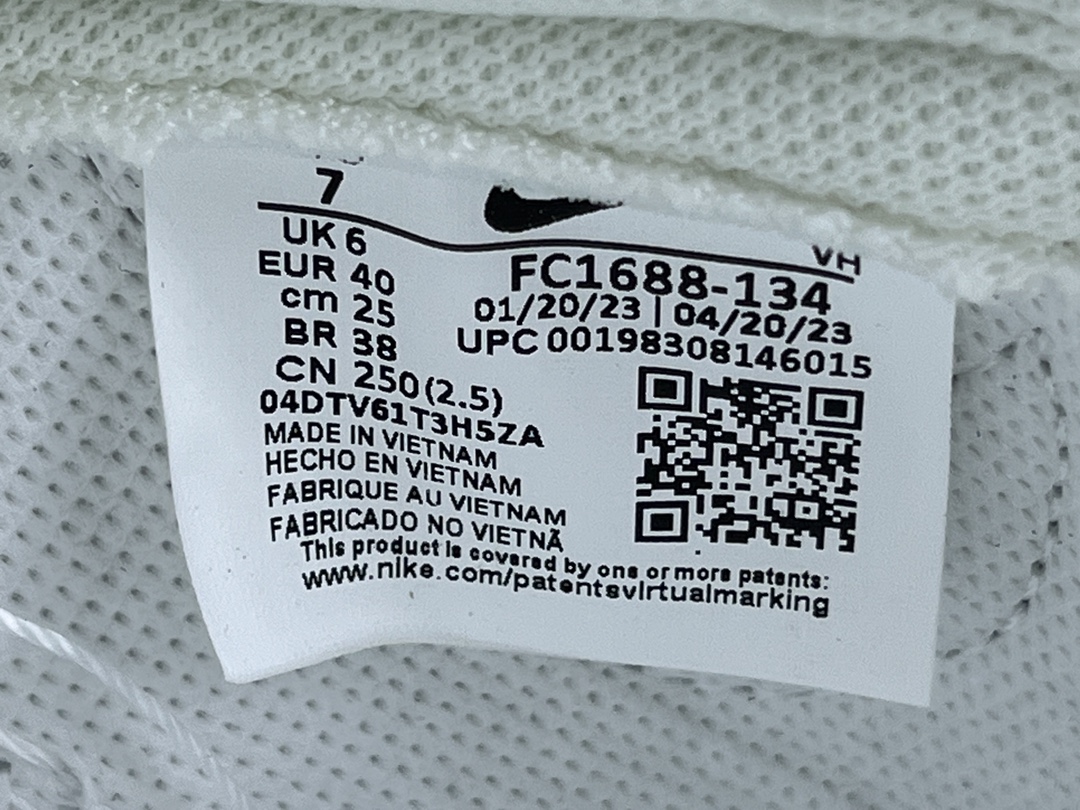 7
UK 6
EUR 40
cm 25
BR 38
CN 250(2.5)
VH
FC1688-134
01/20/23 | 04/20/23
UPC 00198308146015
04DTV61T3H5ZA
MADE IN VIETNAM
HECHO EN VIETNAM
FABRIQUE AU VIETNAM
FABRICADO NO VIETNÃ
This product is covered by one or more patents:
www.nike.com/patentsvirtualmarking